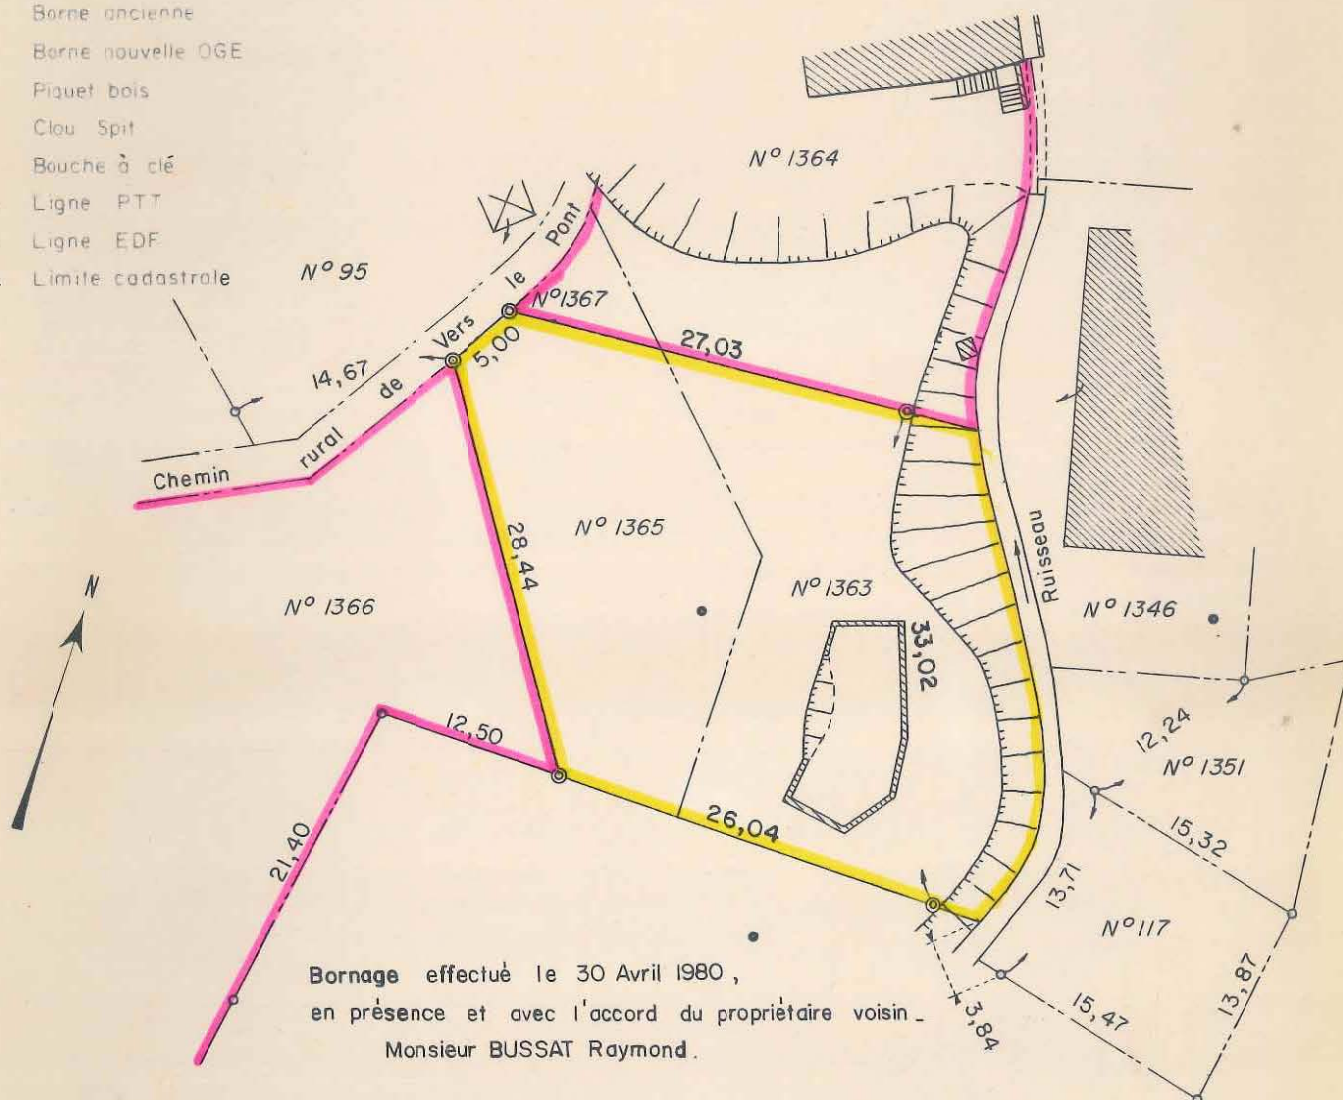 Borne ancienne
Borne nouvelle OGE
Piquet bois
Clou Spit
Bouche à clé
Ligne PTT
Ligne EDF
Limite cadastrale
N° 95
N° 1364
N° 1367
Chemin rural de Vers le Pont
14,67
5,00
27,03
28,44
N° 1365
N° 1363
N° 1366
33,02
Ruisseau
N° 1346
12,50
21,40
26,04
12,24
N° 1351
15,32
13,71
N° 117
13,87
15,47
3,84
N
Bornage effectué le 30 Avril 1980,
en présence et avec l'accord du propriétaire voisin_
Monsieur BUSSAT Raymond.